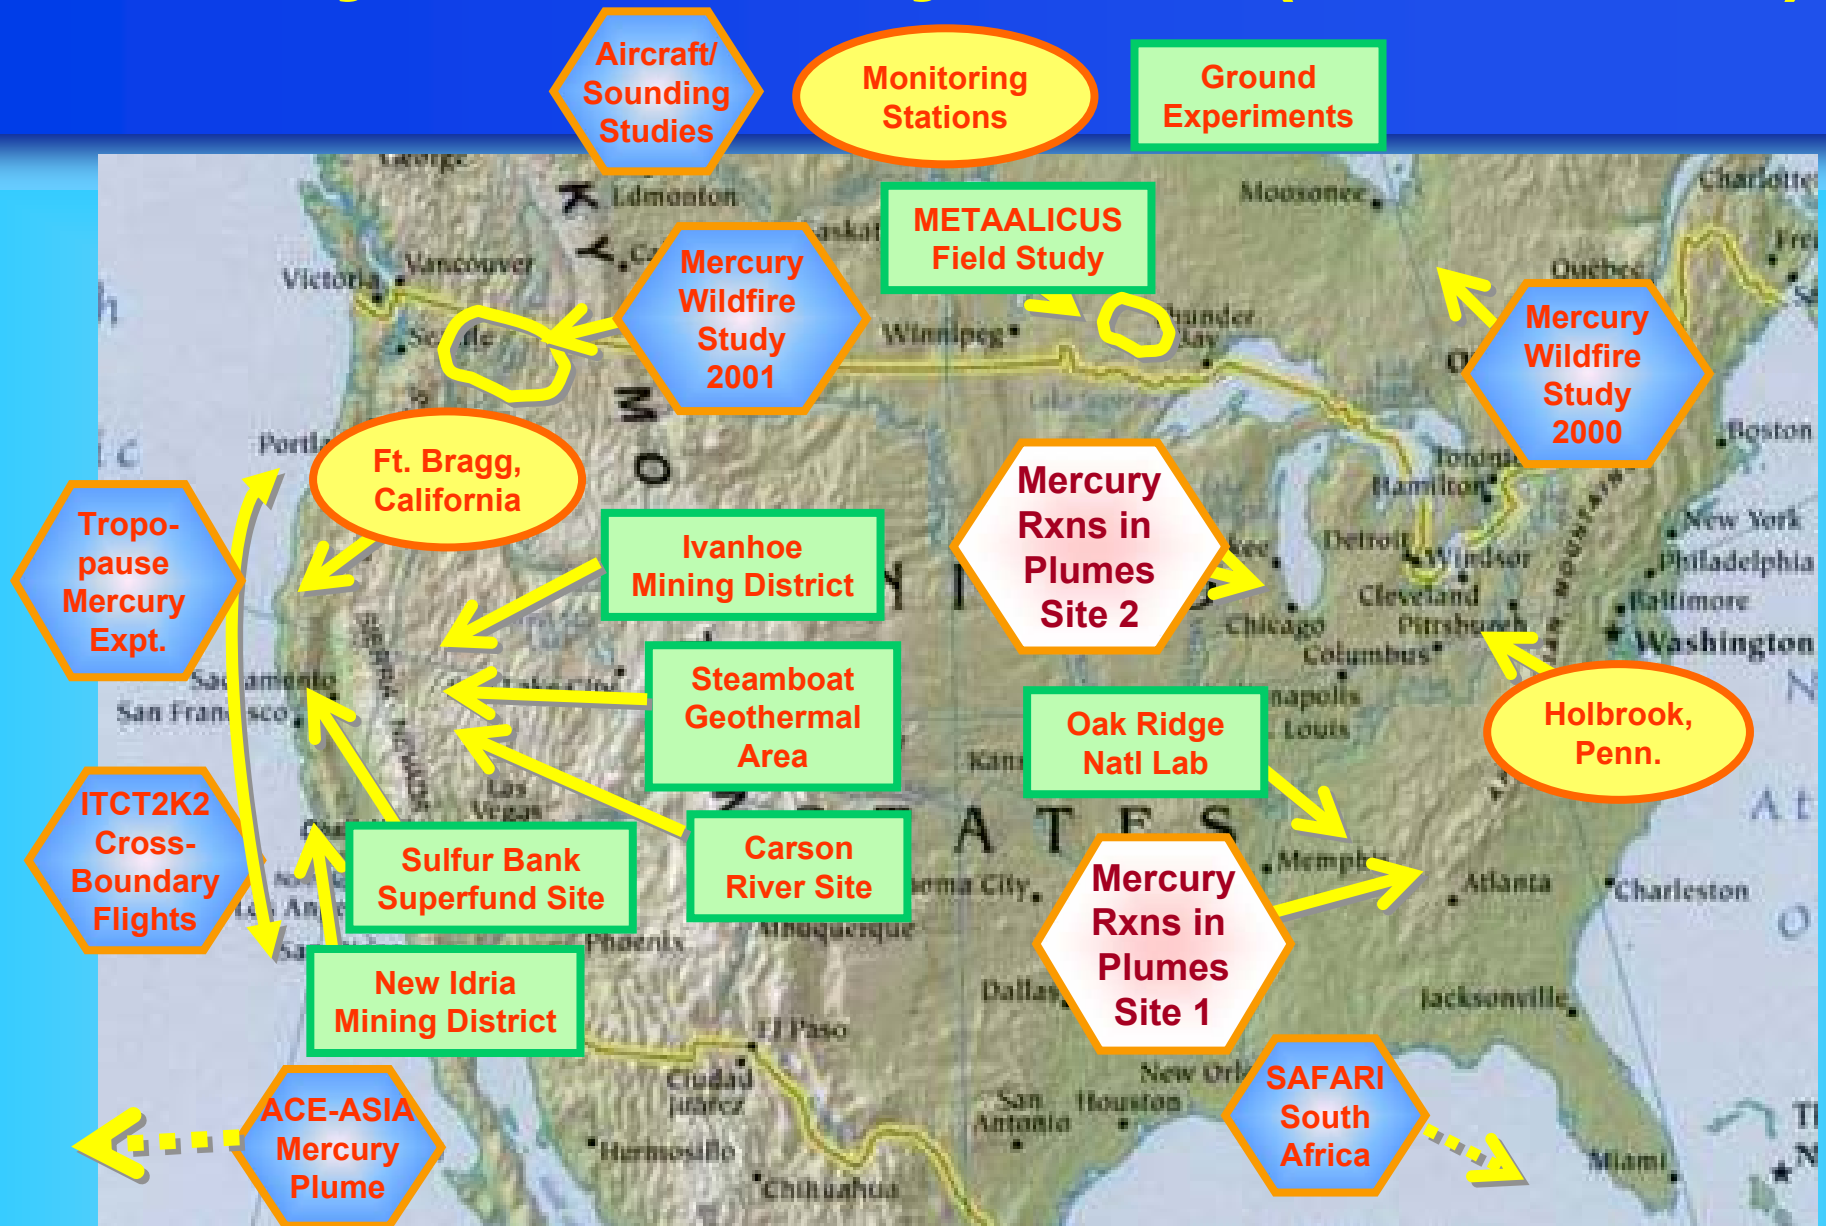 Aircraft/
Sounding
Studies
Monitoring
Stations
Ground
Experiments
George
Edmonton
Moosonee
METAALICUS
Field Study
Mercury
Wildfire
Study
2001
Vancouver
Victoria
Québec
Winnipeg
Mercury
Wildfire
Study
2000
K
Y
M
O
Boston
Ft. Bragg,
California
Mercury
Rxns in
Plumes
Site 2
Hamilton
Tropo-
pause
Mercury
Expt.
New York
Ivanhoe
Mining District
Detroit
Windsor
Philadelphia
Cleveland
Baltimore
Chicago
Pittsburgh
Washington
Columbus
Sacramento
San Francisco
Steamboat
Geothermal
Area
Oak Ridge
Natl Lab
Louis
Holbrook,
Penn.
Las
Vegas
ITCT2K2
Cross-
Boundary
Flights
A T E S
Sulfur Bank
Superfund Site
Carson
River Site
Memphis
Atlanta
Charleston
Mercury
Rxns in
Plumes
Site 1
Phoenix
Albuquerque
New Idria
Mining District
Dallas
Jacksonville
El Paso
Ciudad
Juárez
San
Antonio
Houston
SAFARI
South
Africa
ACE-ASIA
Mercury
Plume
Hermosillo
Chihuahua
Miami